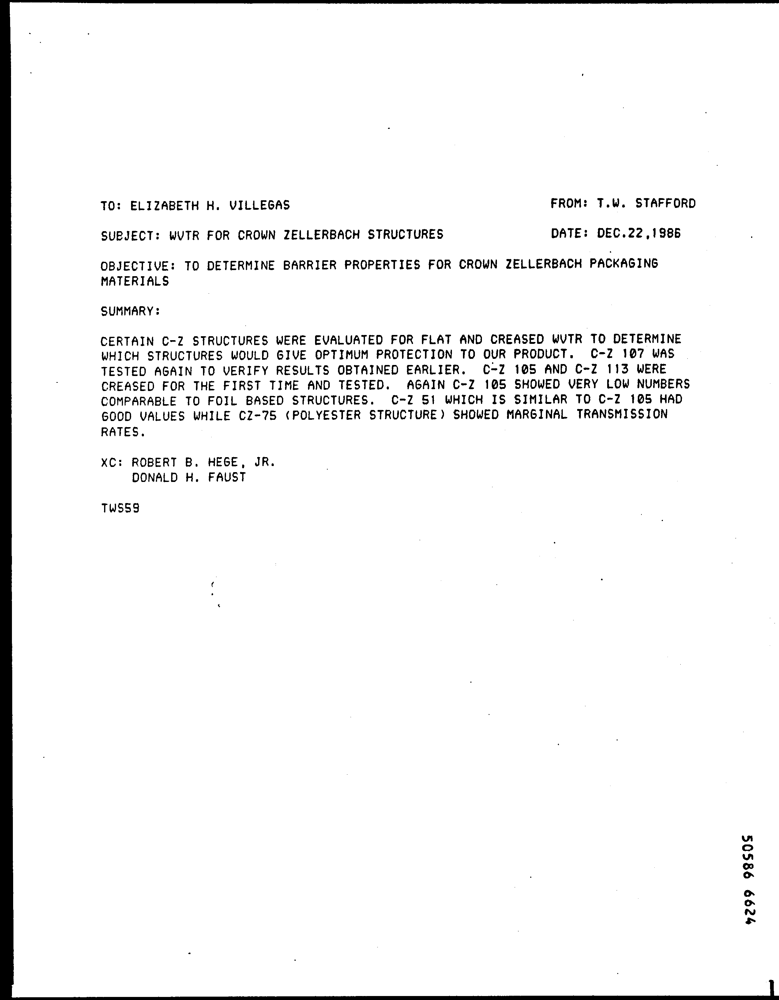 TO: ELIZABETH H. VILLEGAS FROM: T.W. STAFFORD
SUBJECT: WVTR FOR CROWN ZELLERBACH STRUCTURES DATE: DEC.22,1986
OBJECTIVE: TO DETERMINE BARRIER PROPERTIES FOR CROWN ZELLERBACH PACKAGING
MATERIALS
SUMMARY:
CERTAIN C-Z STRUCTURES WERE EVALUATED FOR FLAT AND CREASED WVTR TO DETERMINE
WHICH STRUCTURES WOULD GIVE OPTIMUM PROTECTION TO OUR PRODUCT. C-Z 107 WAS
TESTED AGAIN TO VERIFY RESULTS OBTAINED EARLIER. C-Z 105 AND C-Z 113 WERE
CREASED FOR THE FIRST TIME AND TESTED. AGAIN C-Z 105 SHOWED VERY LOW NUMBERS
COMPARABLE TO FOIL BASED STRUCTURES. C-Z 51 WHICH IS SIMILAR TO C-Z 105 HAD
GOOD VALUES WHILE CZ-75 (POLYESTER STRUCTURE) SHOWED MARGINAL TRANSMISSION
RATES.
XC: ROBERT B. HEGE, JR.
DONALD H. FAUST
TWS59
50586 6624